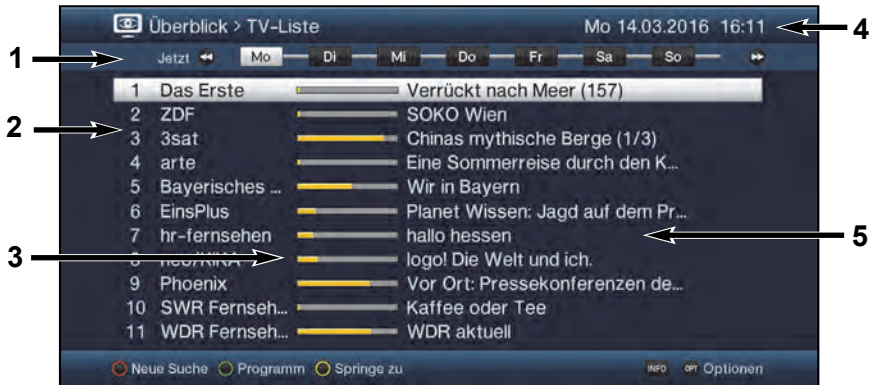 Überblick > TV-Liste Mo 14.03.2016 16:11
Jetzt Mo Di Mi Do Fr Sa So
1 Das Erste Verrückt nach Meer (157)
2 ZDF SOKO Wien
3 3sat Chinas mythische Berge (1/3)
4 arte Eine Sommerreise durch den K...
5 Bayerisches ... Wir in Bayern
6 EinsPlus Planet Wissen: Jagd auf dem Pr...
7 hr-fernsehen hallo hessen
8 neo/KiKA logo! Die Welt und ich.
9 Phoenix Vor Ort: Pressekonferenzen de...
10 SWR Fernseh... Kaffee oder Tee
11 WDR Fernseh... WDR aktuell
Neue Suche Programm Springe zu INFO OPT Optionen
1
2
3
4
5